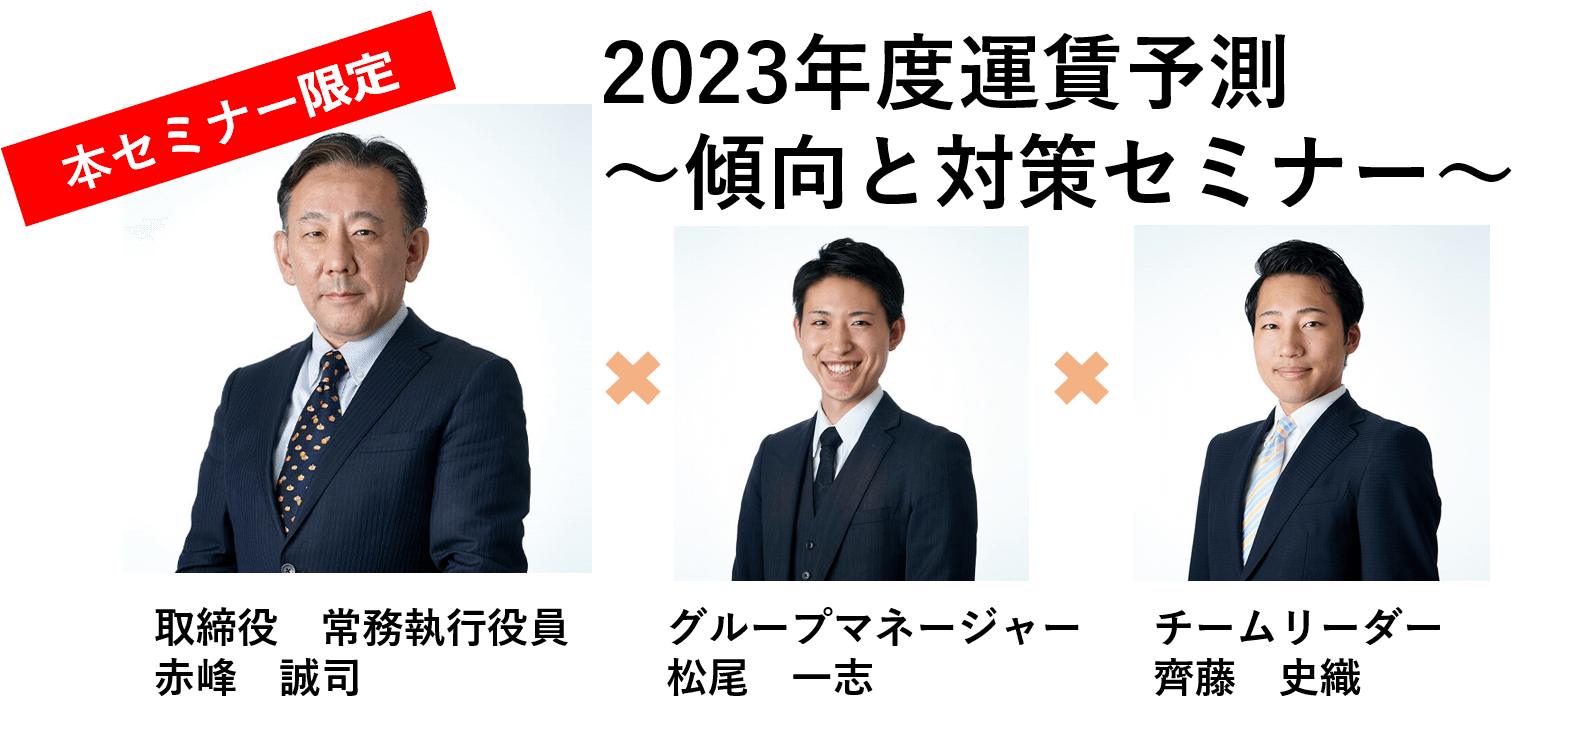 本セミナー限定
2023年度運賃予測
～傾向と対策セミナー～
取締役　常務執行役員
赤峰　誠司
グループマネージャー
松尾　一志
チームリーダー
齊藤　史織